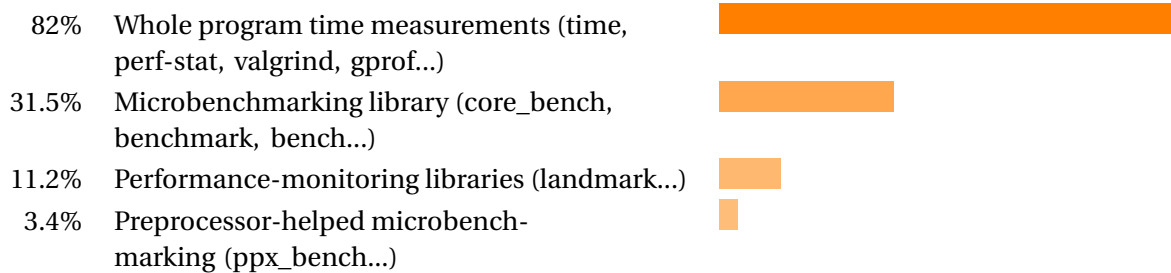 82% Whole program time measurements (time,
perf-stat, valgrind, gprof...)
31.5% Microbenchmarking library (core_bench,
benchmark, bench...)
11.2% Performance-monitoring libraries (landmark...)
3.4% Preprocessor-helped microbench-
marking (ppx_bench...)